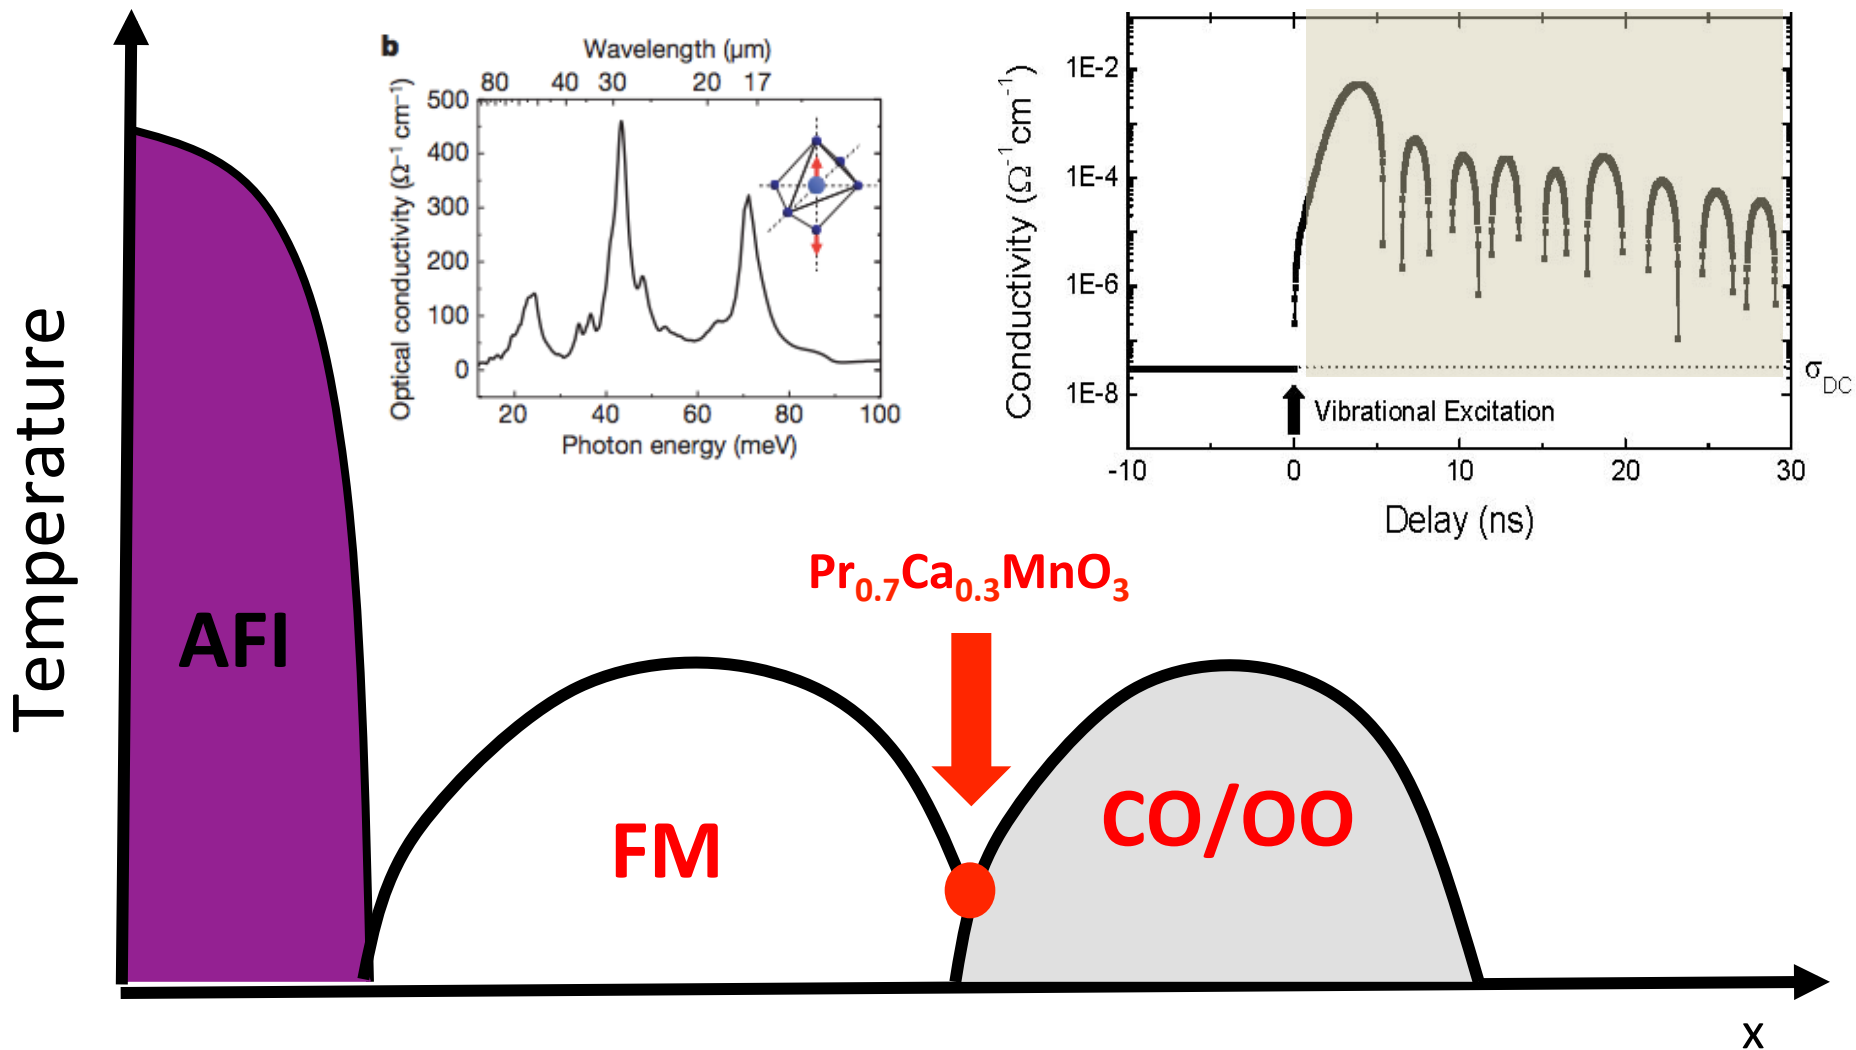 b
Wavelength (μm)
80 40 30 20 17
Optical conductivity (Ω⁻¹ cm⁻¹)
500
400
300
200
100
0
20 40 60 80 100
Photon energy (meV)
Conductivity (Ω⁻¹cm⁻¹)
1E-2
1E-4
1E-6
1E-8
σDC
Vibrational Excitation
-10 0 10 20 30
Delay (ns)
Temperature
Pr₀.₇Ca₀.₃MnO₃
AFI
FM
CO/OO
x